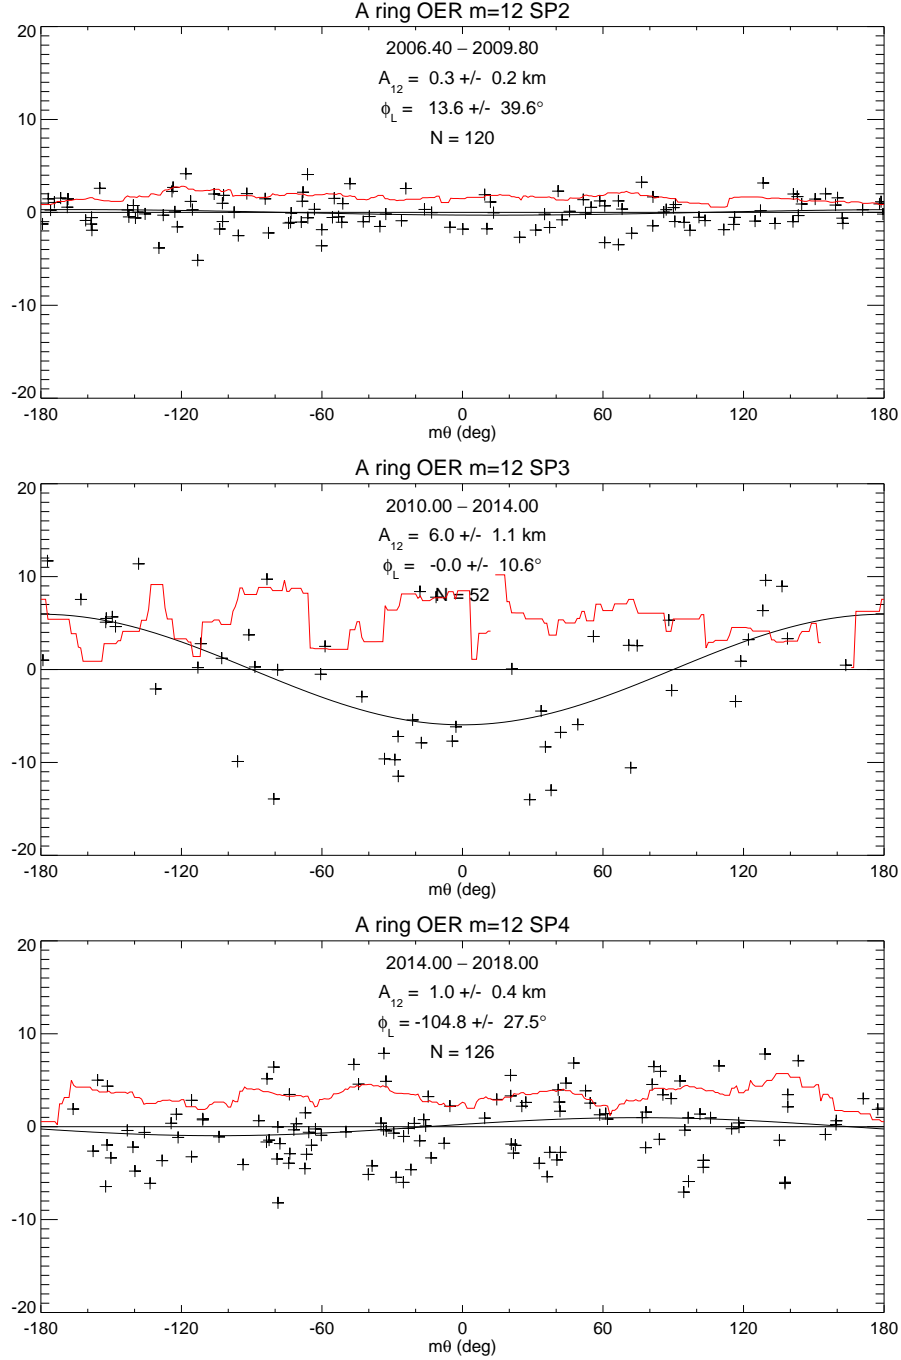 A ring OER m=12 SP2
2006.40 – 2009.80
A12 = 0.3 +/- 0.2 km
ϕL = 13.6 +/- 39.6°
N = 120
20
10
0
-10
-20
-180 -120 -60 0 60 120 180
mθ (deg)
A ring OER m=12 SP3
2010.00 – 2014.00
A12 = 6.0 +/- 1.1 km
ϕL = -0.0 +/- 10.6°
N = 52
20
10
0
-10
-20
-180 -120 -60 0 60 120 180
mθ (deg)
A ring OER m=12 SP4
2014.00 – 2018.00
A12 = 1.0 +/- 0.4 km
ϕL = -104.8 +/- 27.5°
N = 126
20
10
0
-10
-20
-180 -120 -60 0 60 120 180
mθ (deg)